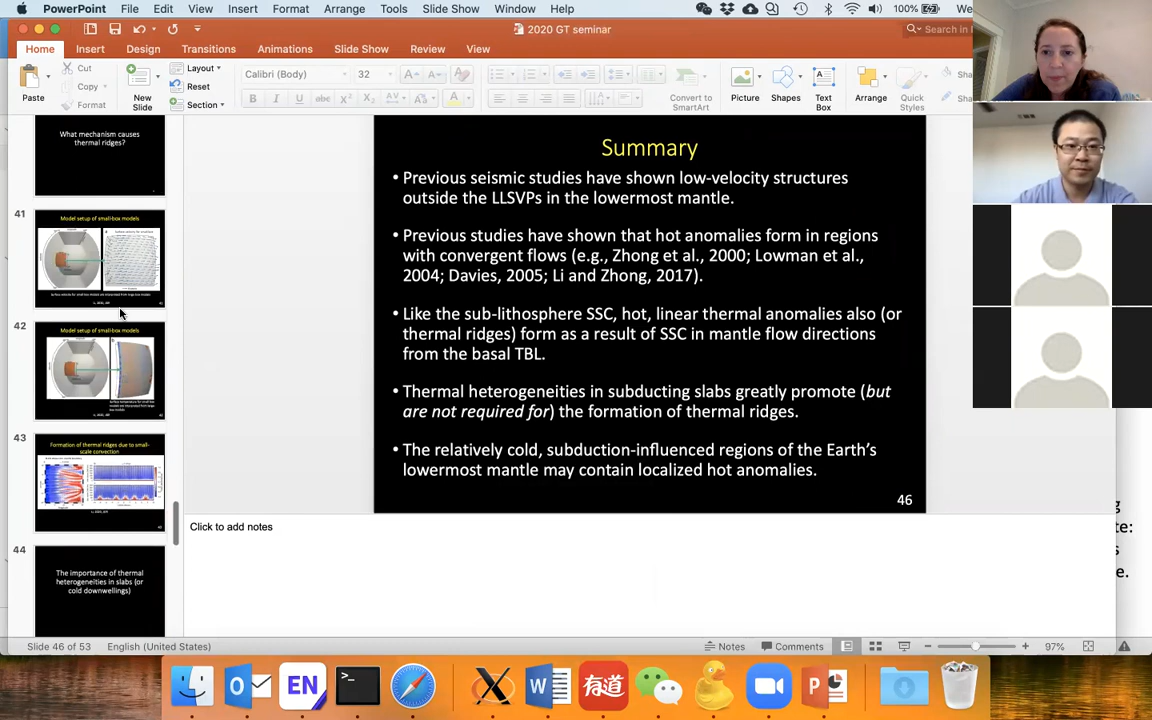 PowerPoint File Edit View Insert Format Arrange Tools Slide Show Window Help 100% We
2020 GT seminar
Search in
Home Insert Design Transitions Animations Slide Show Review View
Paste
Cut
Copy
Format
New
Slide
Layout
Reset
Section
Calibri (Body) 32
Convert to
SmartArt
Picture
Shapes
Text
Box
Arrange
Quick
Styles
What mechanism causes
thermal ridges?
41
Model setup of small-box models
42
Model setup of small-box models
43
Formation of thermal ridges due to small-
scale convection
44
The importance of thermal
heterogeneities in slabs (or
cold downwellings)
Summary
• Previous seismic studies have shown low-velocity structures
outside the LLSVPs in the lowermost mantle.
• Previous studies have shown that hot anomalies form in regions
with convergent flows (e.g., Zhong et al., 2000; Lowman et al.,
2004; Davies, 2005; Li and Zhong, 2017).
• Like the sub-lithosphere SSC, hot, linear thermal anomalies also (or
thermal ridges) form as a result of SSC in mantle flow directions
from the basal TBL.
• Thermal heterogeneities in subducting slabs greatly promote (but
are not required for) the formation of thermal ridges.
• The relatively cold, subduction-influenced regions of the Earth's
lowermost mantle may contain localized hot anomalies.
46
Click to add notes
te:
e.
Slide 46 of 53 English (United States) Notes Comments 97%
EN
有道